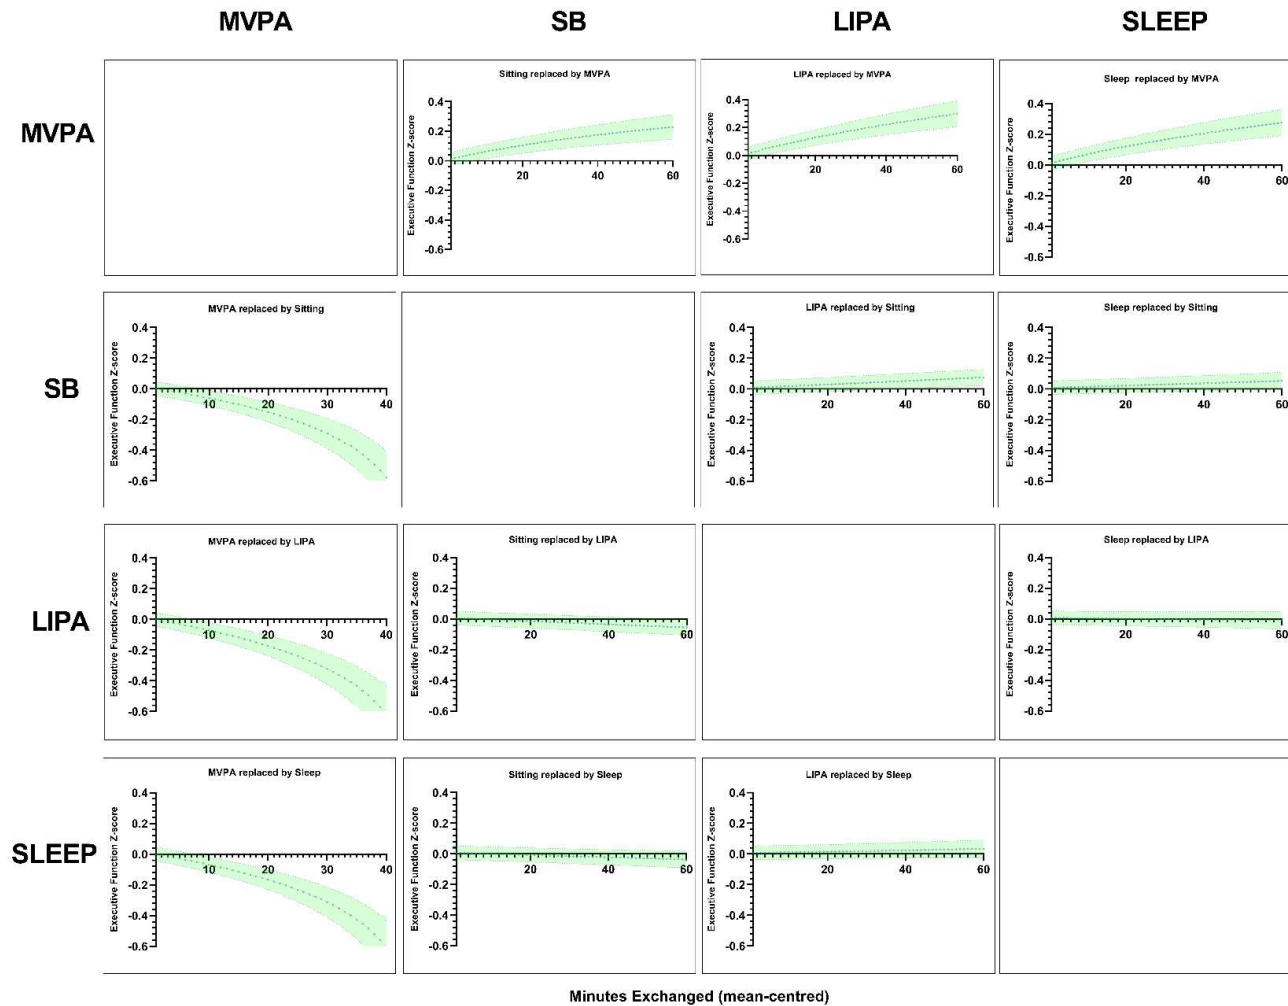 MVPA SB LIPA SLEEP
MVPA
Sitting replaced by MVPA
Executive Function Z-score
0.4
0.2
0.0
-0.2
-0.4
-0.6
20 40 60
LIPA replaced by MVPA
Executive Function Z-score
0.4
0.2
0.0
-0.2
-0.4
-0.6
20 40 60
Sleep replaced by MVPA
Executive Function Z-score
0.4
0.2
0.0
-0.2
-0.4
-0.6
20 40 60
SB
MVPA replaced by Sitting
Executive Function Z-score
0.4
0.2
0.0
-0.2
-0.4
-0.6
10 20 30 40
LIPA replaced by Sitting
Executive Function Z-score
0.4
0.2
0.0
-0.2
-0.4
-0.6
20 40 60
Sleep replaced by Sitting
Executive Function Z-score
0.4
0.2
0.0
-0.2
-0.4
-0.6
20 40 60
LIPA
MVPA replaced by LIPA
Executive Function Z-score
0.4
0.2
0.0
-0.2
-0.4
-0.6
10 20 30 40
Sitting replaced by LIPA
Executive Function Z-score
0.4
0.2
0.0
-0.2
-0.4
-0.6
20 40 60
Sleep replaced by LIPA
Executive Function Z-score
0.4
0.2
0.0
-0.2
-0.4
-0.6
20 40 60
SLEEP
MVPA replaced by Sleep
Executive Function Z-score
0.4
0.2
0.0
-0.2
-0.4
-0.6
10 20 30 40
Sitting replaced by Sleep
Executive Function Z-score
0.4
0.2
0.0
-0.2
-0.4
-0.6
20 40 60
LIPA replaced by Sleep
Executive Function Z-score
0.4
0.2
0.0
-0.2
-0.4
-0.6
20 40 60
Minutes Exchanged (mean-centred)